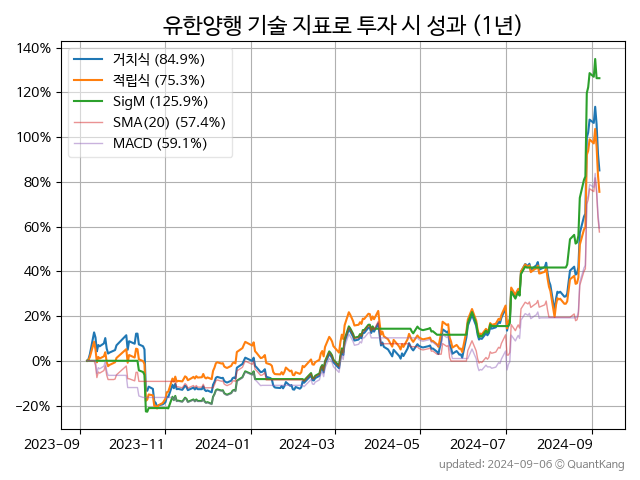 유한양행 기술 지표로 투자 시 성과 (1년)
140%
120%
100%
80%
60%
40%
20%
0%
−20%
거치식 (84.9%)
적립식 (75.3%)
SigM (125.9%)
SMA(20) (57.4%)
MACD (59.1%)
2023-09
2023-11
2024-01
2024-03
2024-05
2024-07
2024-09
updated: 2024-09-06 © QuantKang